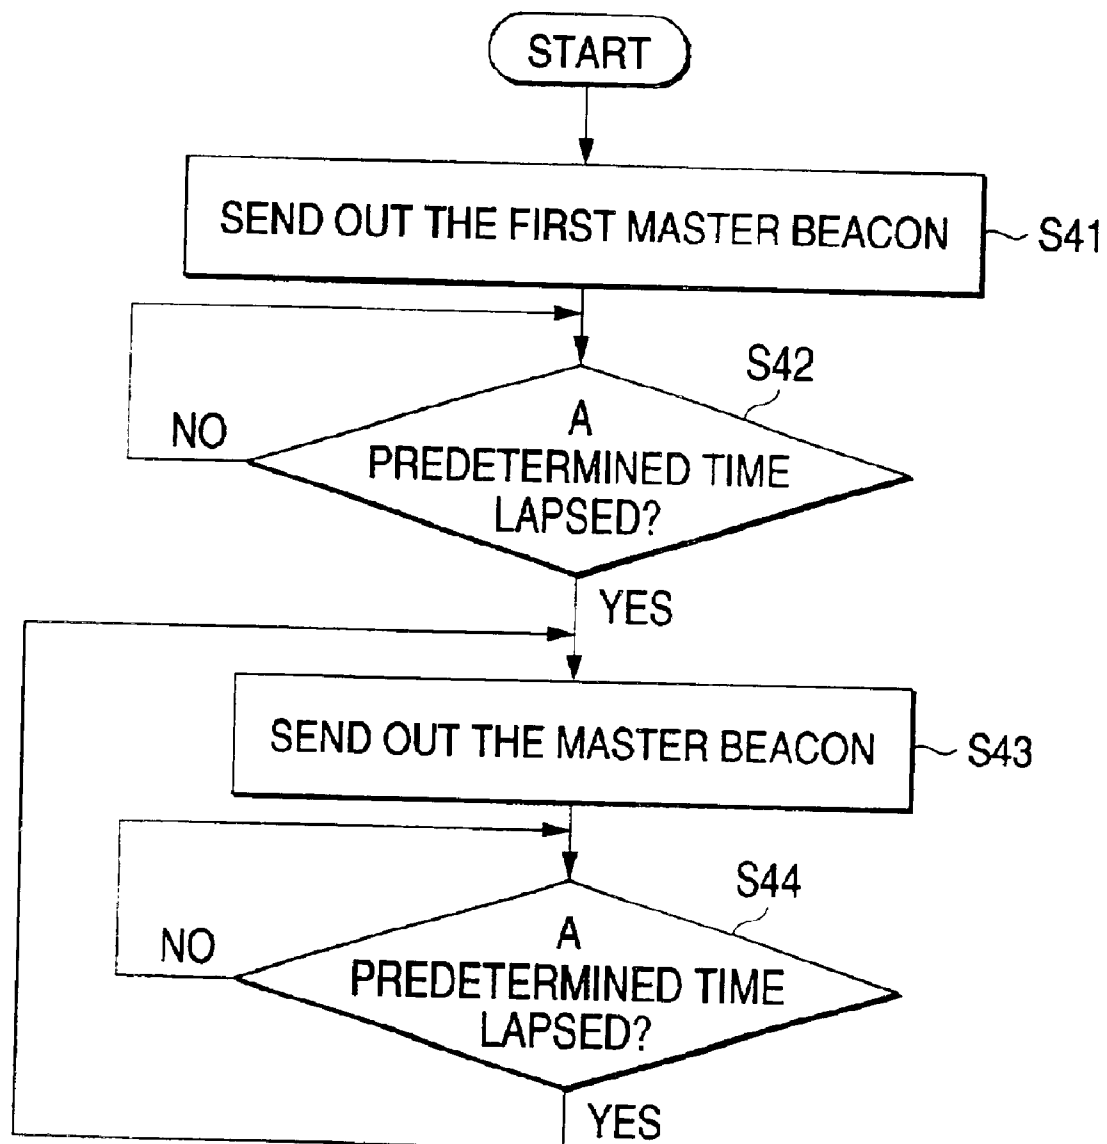 START
SEND OUT THE FIRST MASTER BEACON
S41
S42
NO
A
PREDETERMINED TIME
LAPSED?
YES
SEND OUT THE MASTER BEACON
S43
S44
NO
A
PREDETERMINED TIME
LAPSED?
YES